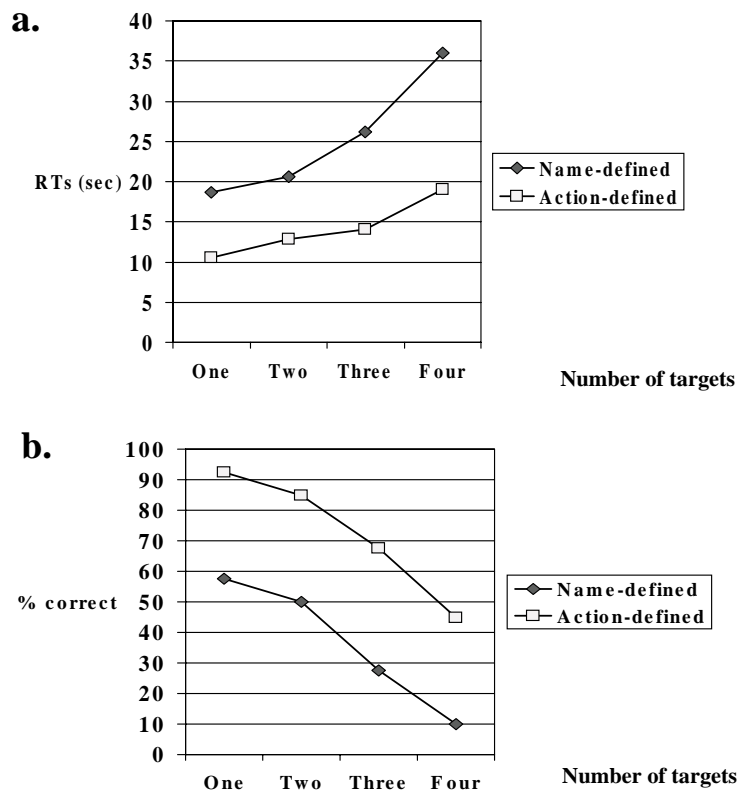 a.
40
35
30
25
20
15
10
5
0
RTs (sec)
One Two Three Four
Number of targets
Name-defined
Action-defined
b.
100
90
80
70
60
50
40
30
20
10
0
% correct
One Two Three Four
Number of targets
Name-defined
Action-defined